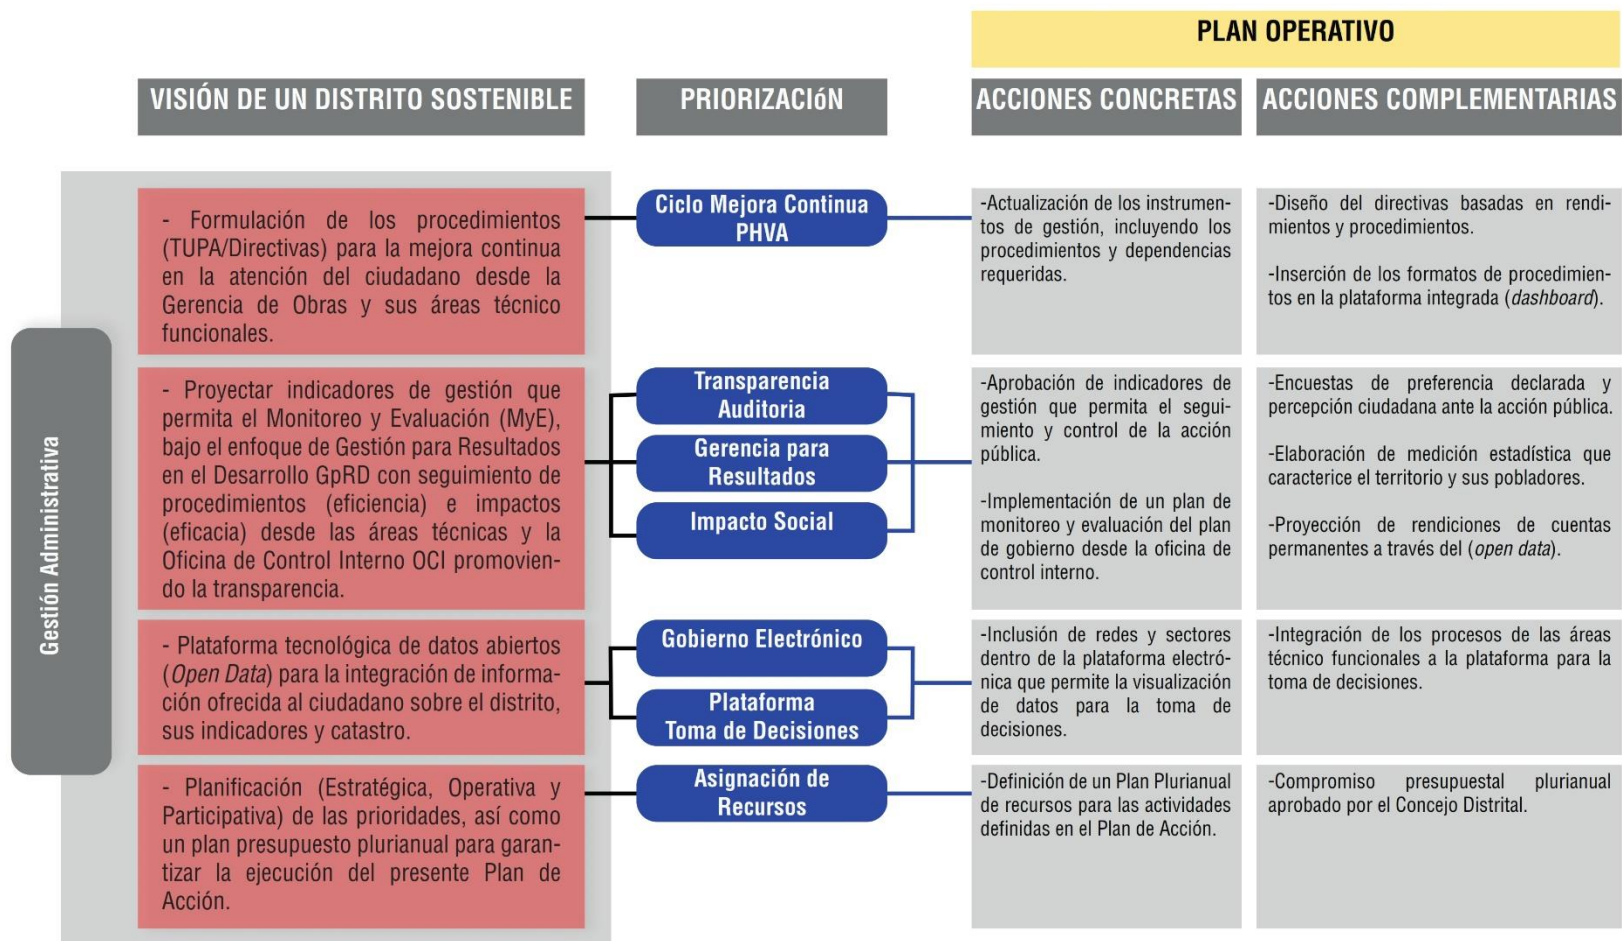 PLAN OPERATIVO
VISIÓN DE UN DISTRITO SOSTENIBLE
PRIORIZACIóN
ACCIONES CONCRETAS
ACCIONES COMPLEMENTARIAS
Gestión Administrativa
- Formulación de los procedimientos
(TUPA/Directivas) para la mejora continua
en la atención del ciudadano desde la
Gerencia de Obras y sus áreas técnico
funcionales.
Ciclo Mejora Continua
PHVA
-Actualización de los instrumen-
tos de gestión, incluyendo los
procedimientos y dependencias
requeridas.
-Diseño del directivas basadas en rendi-
mientos y procedimientos.
-Inserción de los formatos de procedimien-
tos en la plataforma integrada (dashboard).
- Proyectar indicadores de gestión que
permita el Monitoreo y Evaluación (MyE),
bajo el enfoque de Gestión para Resultados
en el Desarrollo GpRD con seguimiento de
procedimientos (eficiencia) e impactos
(eficacia) desde las áreas técnicas y la
Oficina de Control Interno OCI promovien-
do la transparencia.
Transparencia
Auditoria
Gerencia para
Resultados
Impacto Social
-Aprobación de indicadores de
gestión que permita el segui-
miento y control de la acción
pública.
-Implementación de un plan de
monitoreo y evaluación del plan
de gobierno desde la oficina de
control interno.
-Encuestas de preferencia declarada y
percepción ciudadana ante la acción pública.
-Elaboración de medición estadística que
caracterice el territorio y sus pobladores.
-Proyección de rendiciones de cuentas
permanentes a través del (open data).
- Plataforma tecnológica de datos abiertos
(Open Data) para la integración de informa-
ción ofrecida al ciudadano sobre el distrito,
sus indicadores y catastro.
Gobierno Electrónico
Plataforma
Toma de Decisiones
-Inclusión de redes y sectores
dentro de la plataforma electró-
nica que permite la visualización
de datos para la toma de
decisiones.
-Integración de los procesos de las áreas
técnico funcionales a la plataforma para la
toma de decisiones.
- Planificación (Estratégica, Operativa y
Participativa) de las prioridades, así como
un plan presupuesto plurianual para garan-
tizar la ejecución del presente Plan de
Acción.
Asignación de
Recursos
-Definición de un Plan Plurianual
de recursos para las actividades
definidas en el Plan de Acción.
-Compromiso presupuestal plurianual
aprobado por el Concejo Distrital.